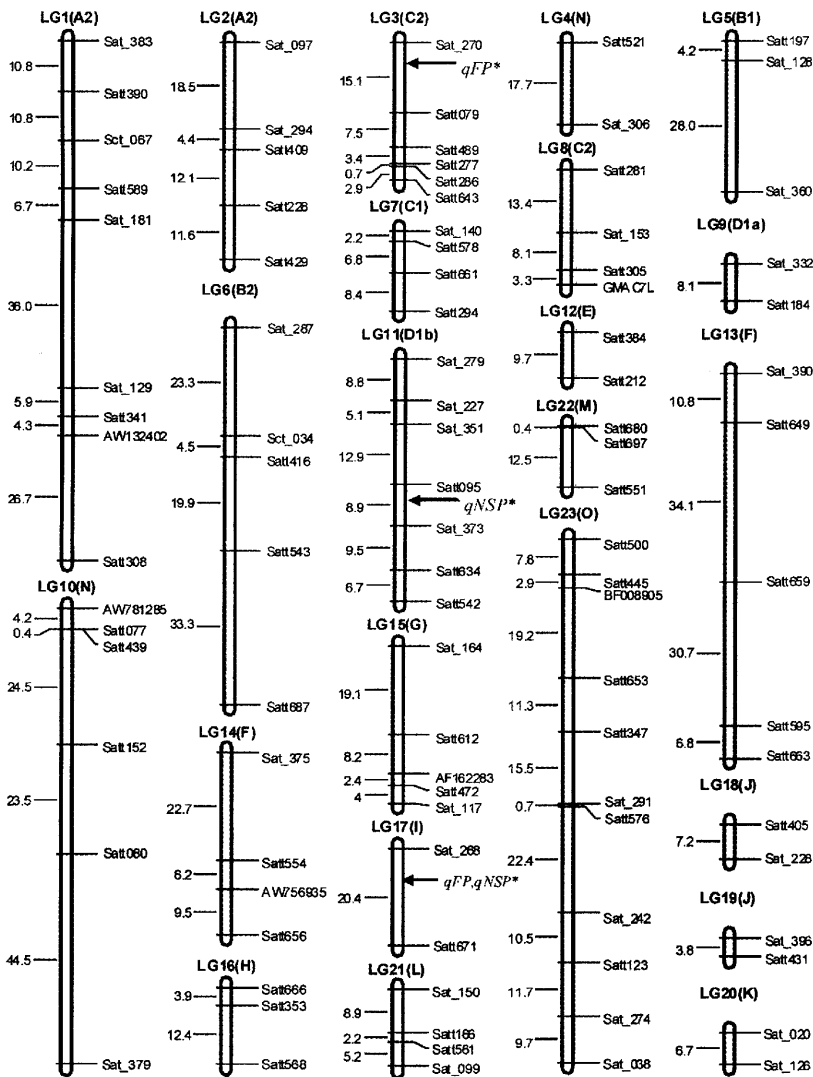 LG1(A2)
Sat_383
10.8
Satt390
10.8
Sct_067
10.2
Satt589
6.7
Sat_181
36.0
Sat_129
5.9
Satt341
4.3
AW132402
26.7
Satt308
LG10(N)
AW781285
4.2
Satt077
0.4
Satt439
24.5
Satt152
23.5
Satt060
44.5
Sat_379
LG2(A2)
Sat_097
18.5
Sat_294
4.4
Satt409
12.1
Satt228
11.6
Satt429
LG6(B2)
Sat_287
23.3
Sct_034
4.5
Satt416
19.9
Satt543
33.3
Satt687
LG14(F)
Sat_375
22.7
Satt554
6.2
AW756935
9.5
Satt656
LG16(H)
Satt666
3.9
Satt353
12.4
Satt568
LG3(C2)
Sat_270
qFP*
15.1
Satt079
7.5
Satt489
3.4
Satt277
0.7
Satt286
2.9
Satt643
LG7(C1)
Sat_140
2.2
Satt578
6.8
Satt661
8.4
Satt294
LG11(D1b)
Sat_279
8.8
Sat_227
5.1
Sat_351
12.9
Satt095
8.9
qNSP*
Sat_373
9.5
Satt634
6.7
Satt542
LG15(G)
Sat_164
19.1
Satt612
8.2
AF162283
2.4
Satt472
4
Sat_117
LG17(I)
Sat_268
qFP,qNSP*
20.4
Satt671
LG21(L)
Sat_150
8.9
Satt166
2.2
Satt561
5.2
Sat_099
LG4(N)
Satt521
17.7
Sat_306
LG8(C2)
Satt281
13.4
Sat_153
8.1
Satt305
3.3
GMAC7L
LG12(E)
Satt384
9.7
Satt212
LG22(M)
0.4
Satt680
Satt697
12.5
Satt551
LG23(O)
Satt500
7.6
Satt445
2.9
BF008905
19.2
Satt653
11.3
Satt347
15.5
Sat_291
0.7
Satt576
22.4
Sat_242
10.5
Satt123
11.7
Sat_274
9.7
Sat_038
LG5(B1)
Satt197
4.2
Sat_128
28.0
Sat_360
LG9(D1a)
Sat_332
8.1
Satt184
LG13(F)
Sat_390
10.8
Satt649
34.1
Satt659
30.7
Satt595
6.8
Satt663
LG18(J)
Satt405
7.2
Sat_228
LG19(J)
Sat_396
3.8
Satt431
LG20(K)
Sat_020
6.7
Sat_126